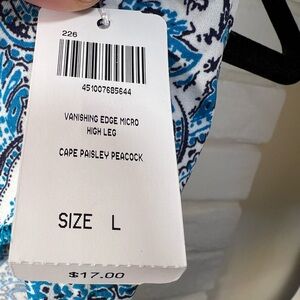 226
451007685644
VANISHING EDGE MICRO
HIGH LEG
CAPE PAISLEY PEACOCK
SIZE L
$17.00